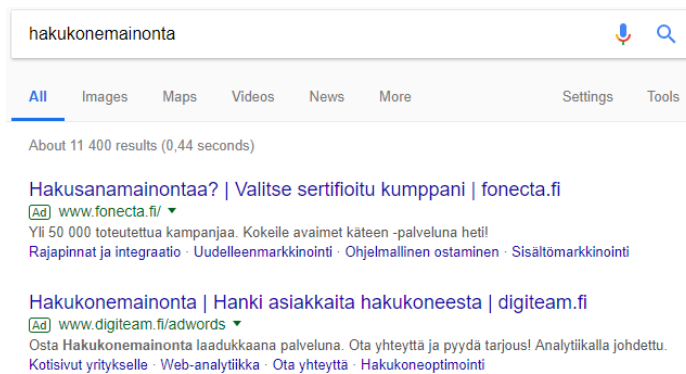 hakukonemainonta
All Images Maps Videos News More Settings Tools
About 11 400 results (0,44 seconds)
Hakusanamainontaa? | Valitse sertifioitu kumppani | fonecta.fi
Ad www.fonecta.fi/
Yli 50 000 toteutettua kampanjaa. Kokeile avaimet käteen -palveluna heti!
Rajapinnat ja integraatio · Uudelleenmarkkinointi · Ohjelmallinen ostaminen · Sisältömarkkinointi
Hakukonemainonta | Hanki asiakkaita hakukoneesta | digiteam.fi
Ad www.digiteam.fi/adwords
Osta Hakukonemainonta laadukkaana palveluna. Ota yhteyttä ja pyydä tarjous! Analytiikalla johdettu.
Kotisivut yritykselle · Web-analytiikka · Ota yhteyttä · Hakukoneoptimointi